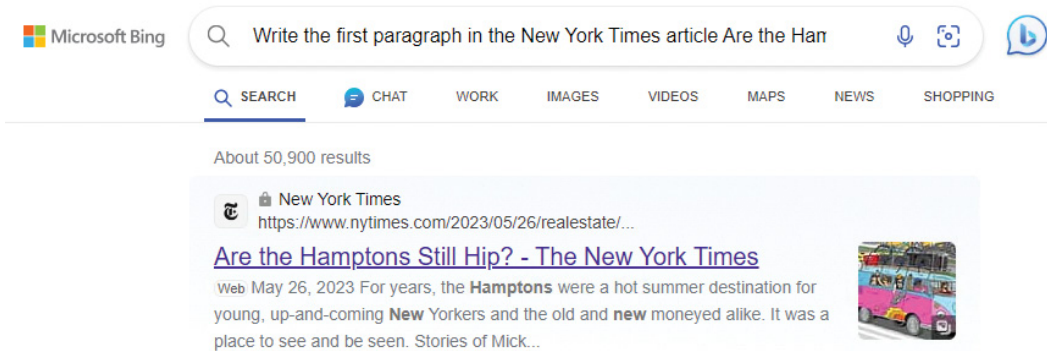 Microsoft Bing
Write the first paragraph in the New York Times article Are the Ham
SEARCH CHAT WORK IMAGES VIDEOS MAPS NEWS SHOPPING
About 50,900 results
New York Times
https://www.nytimes.com/2023/05/26/realestate/...
Are the Hamptons Still Hip? - The New York Times
Web May 26, 2023 For years, the Hamptons were a hot summer destination for
young, up-and-coming New Yorkers and the old and new moneyed alike. It was a
place to see and be seen. Stories of Mick...